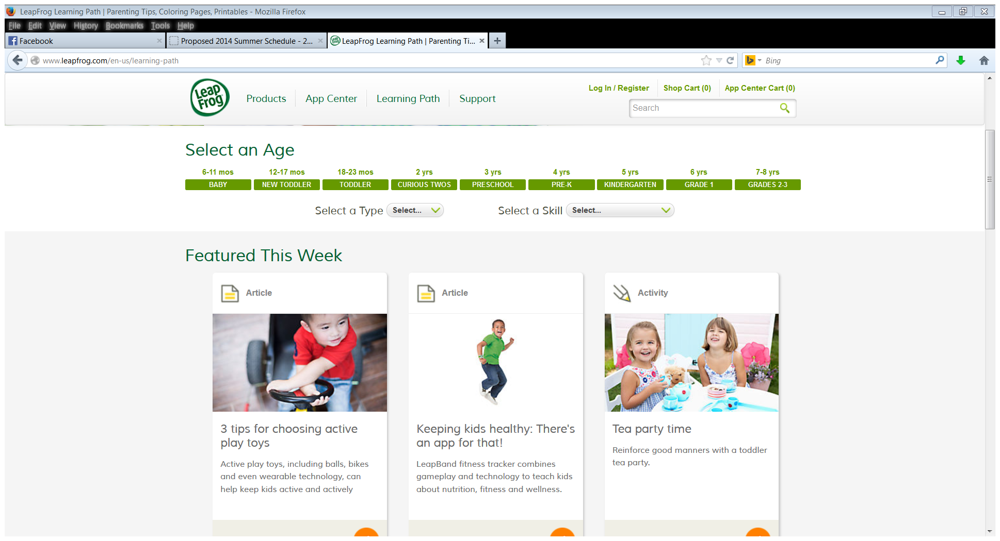 LeapFrog Learning Path | Parenting Tips, Coloring Pages, Printables - Mozilla Firefox
File Edit View History Bookmarks Tools Help
Facebook
Proposed 2014 Summer Schedule - 2...
LeapFrog Learning Path | Parenting Ti...
www.leapfrog.com/en-us/learning-path
Bing
Leap Frog
Products
App Center
Learning Path
Support
Log In / Register
Shop Cart (0)
App Center Cart (0)
Search
Select an Age
6-11 mos 12-17 mos 18-23 mos 2 yrs 3 yrs 4 yrs 5 yrs 6 yrs 7-8 yrs
BABY NEW TODDLER TODDLER CURIOUS TWOS PRESCHOOL PRE-K KINDERGARTEN GRADE 1 GRADES 2-3
Select a Type Select...
Select a Skill Select...
Featured This Week
Article
3 tips for choosing active
play toys
Active play toys, including balls, bikes
and even wearable technology, can
help keep kids active and actively
Article
Keeping kids healthy: There's
an app for that!
LeapBand fitness tracker combines
gameplay and technology to teach kids
about nutrition, fitness and wellness.
Activity
Tea party time
Reinforce good manners with a toddler
tea party.